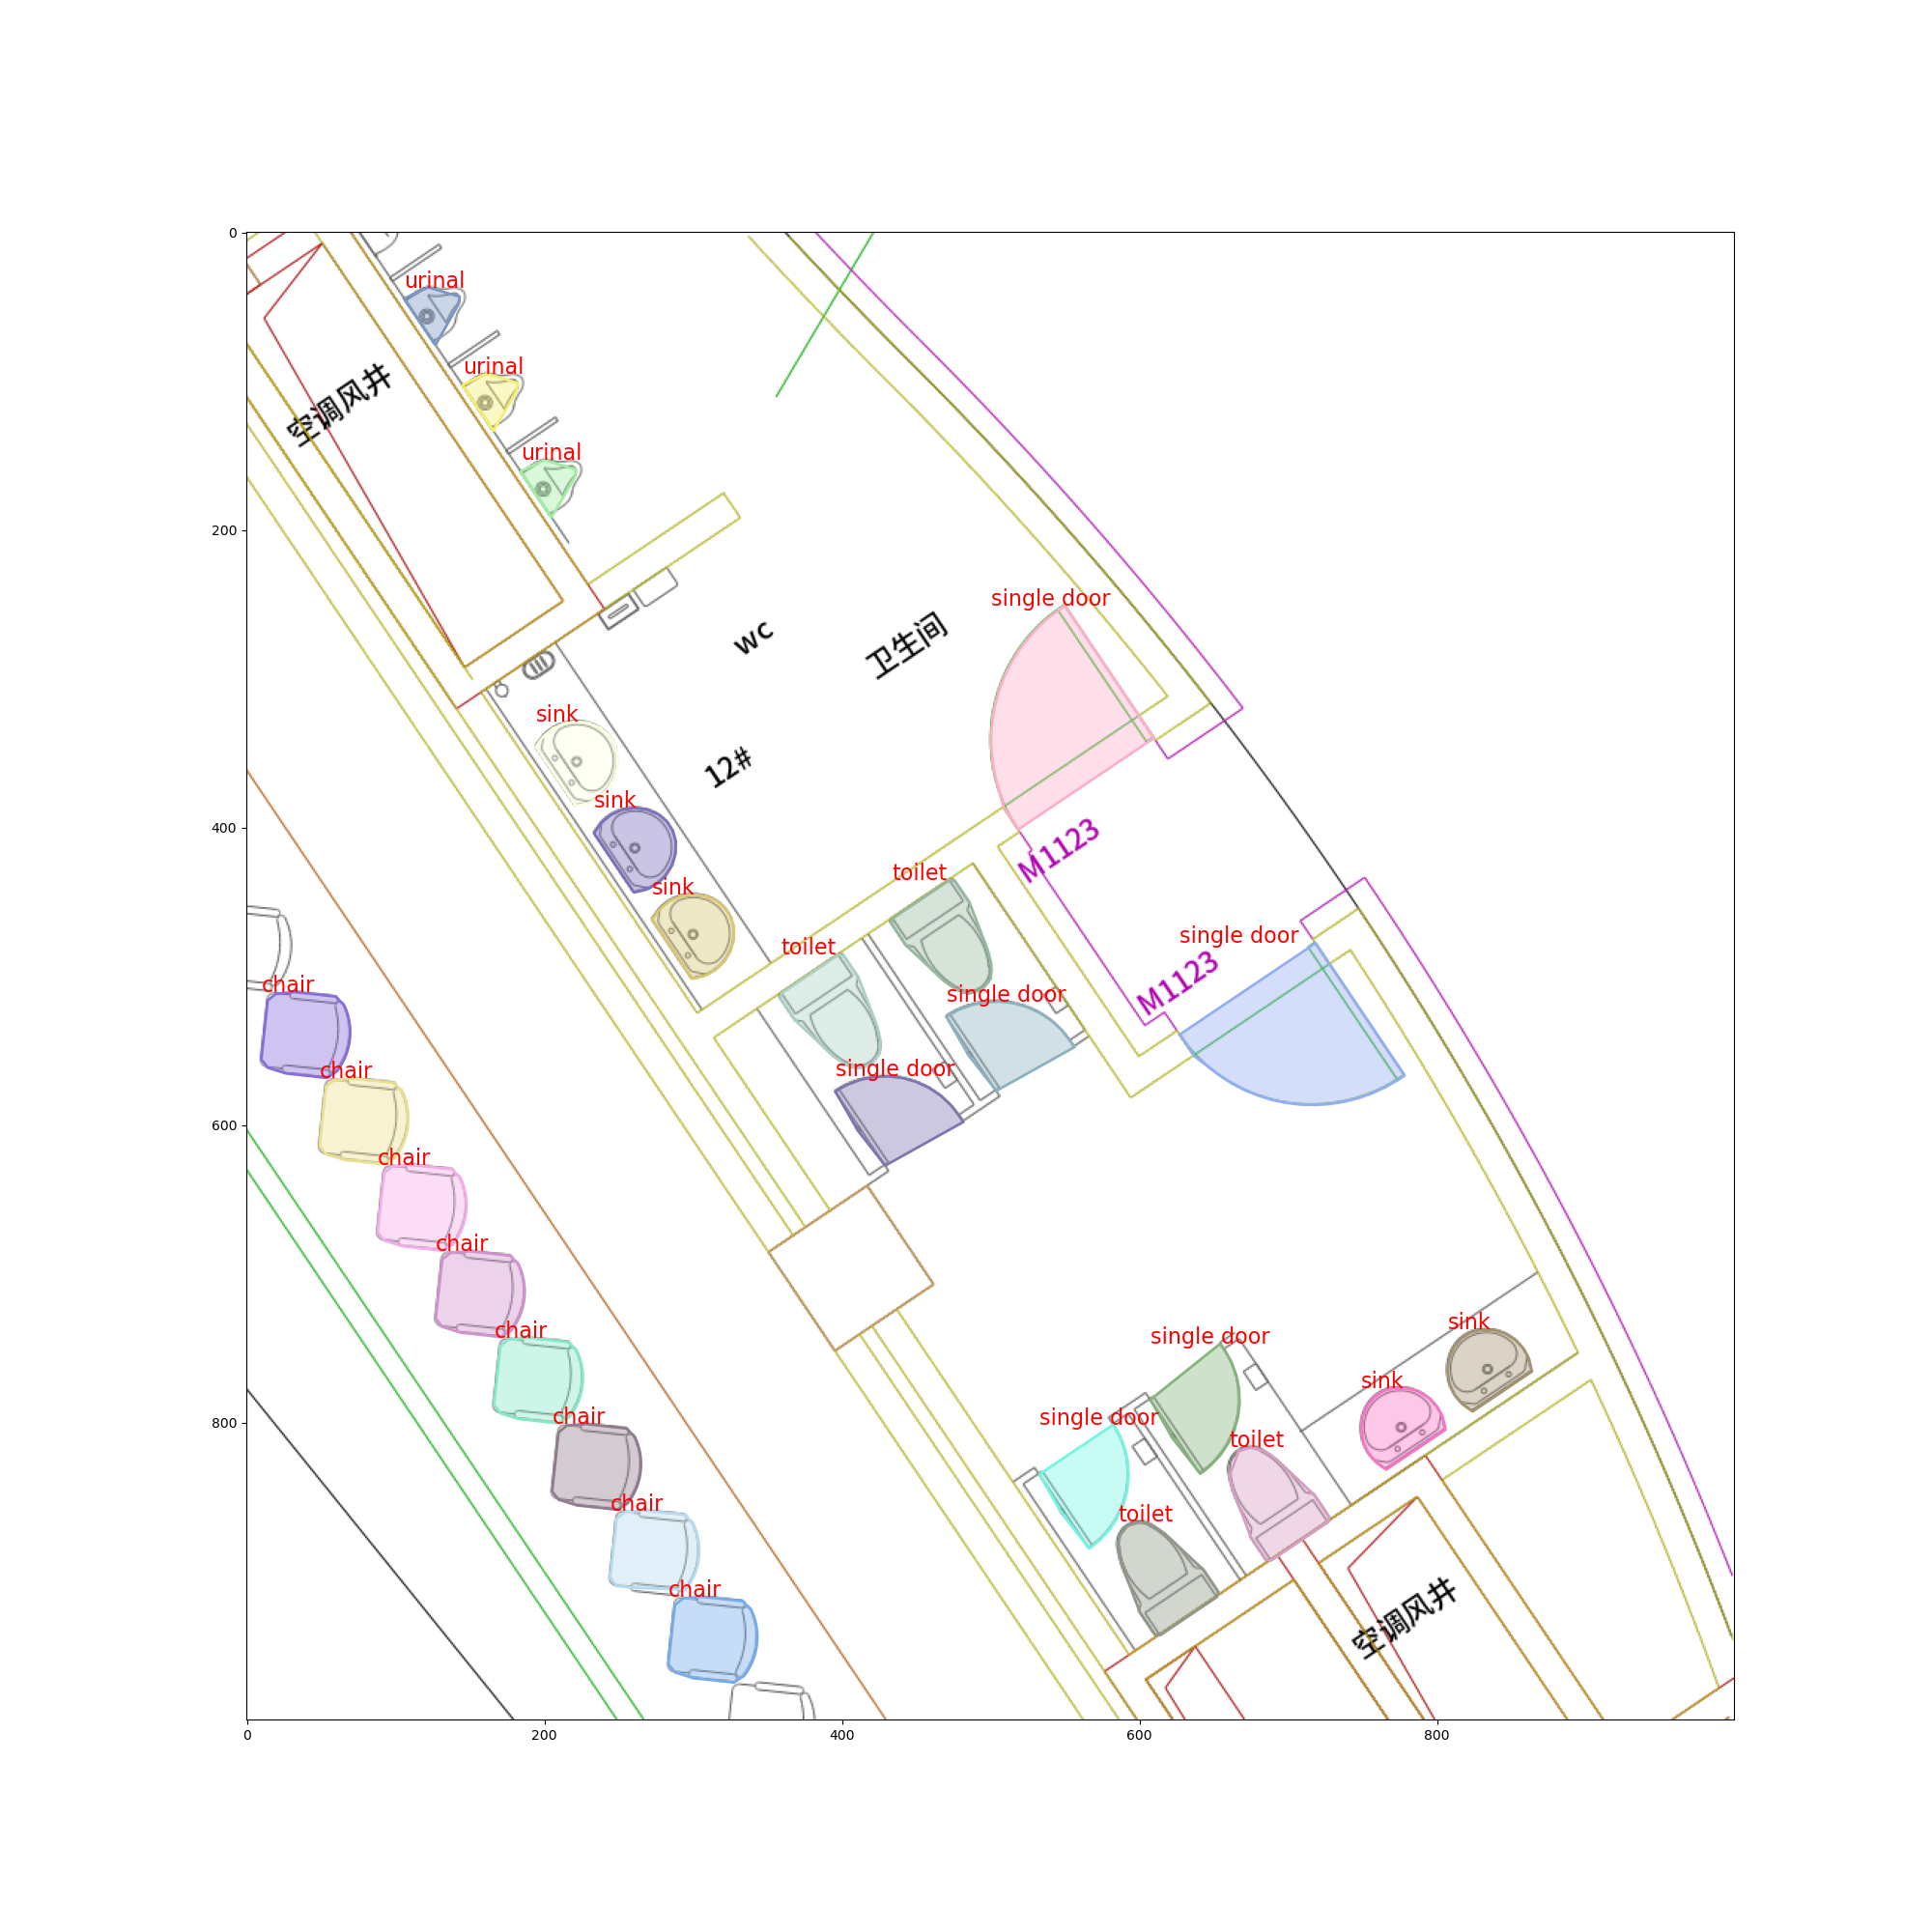 0
urinal
urinal
空调风井
urinal
200
single door
WC
卫生间
sink
12#
sink
400
M1123
toilet
sink
single door
toilet
M1123
chair
single door
chair
single door
600
chair
chair
sink
chair
single door
sink
800
chair
single door
toilet
chair
toilet
chair
空调风井
0
200
400
600
800